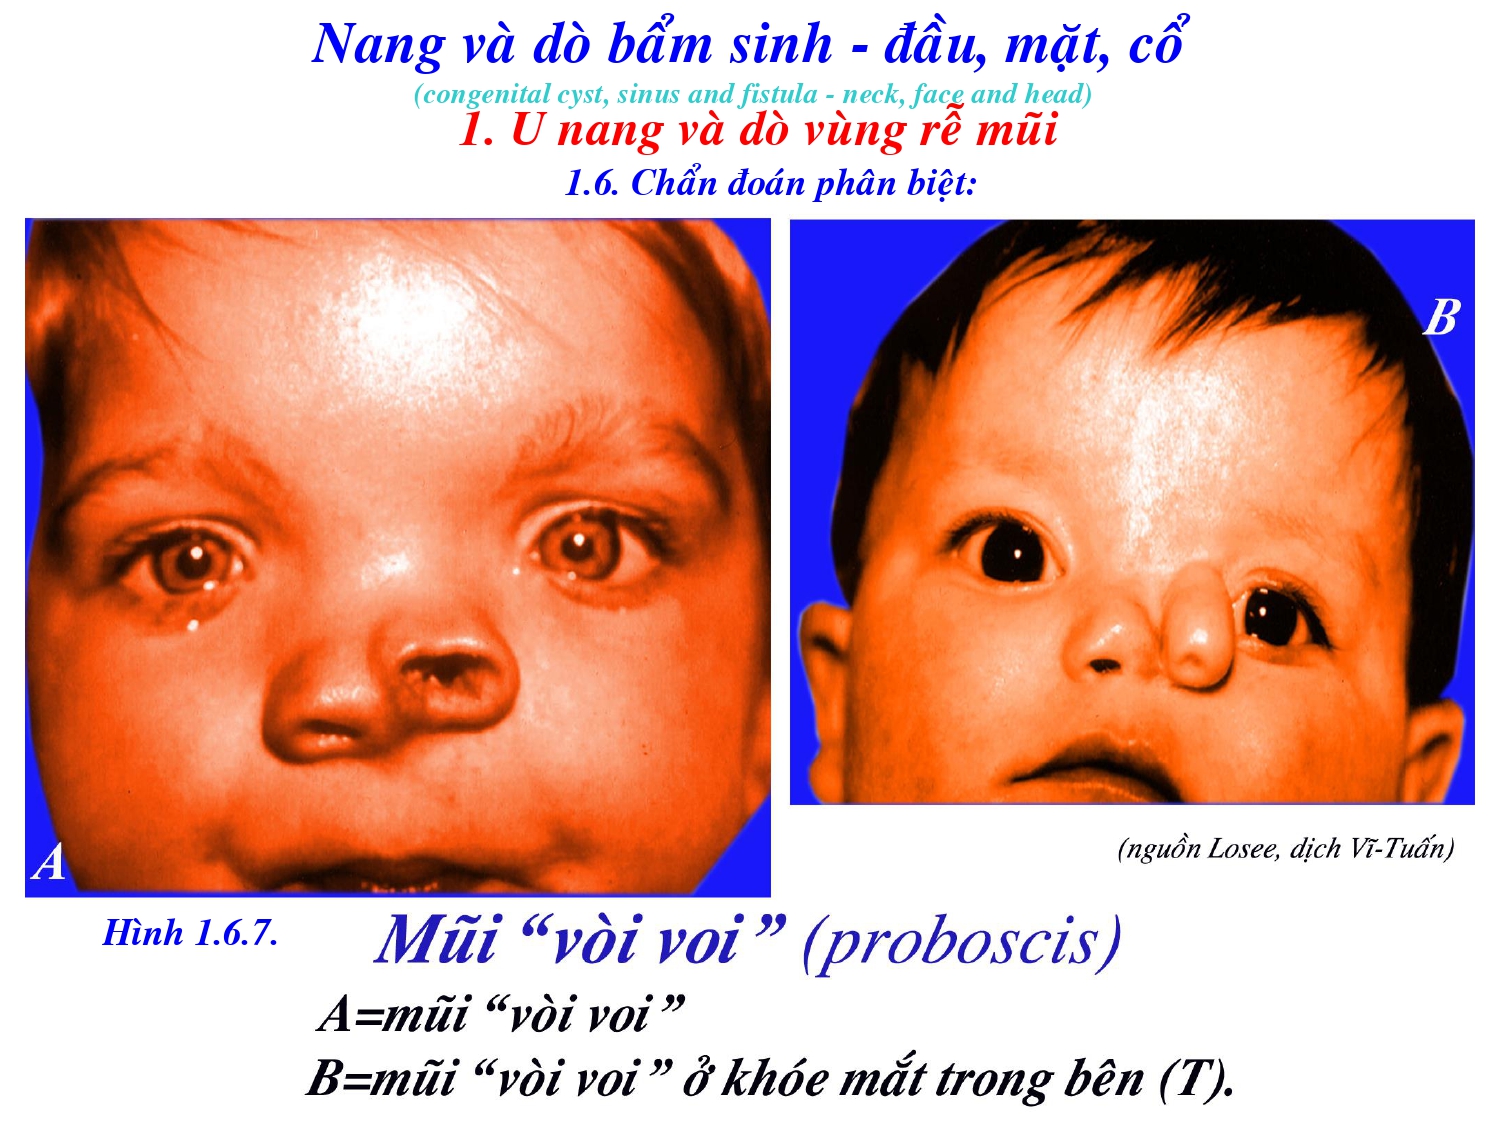 Nang và dò bẩm sinh - đầu, mặt, cổ
(congenital cyst, sinus and fistula - neck, face and head)
1. U nang và dò vùng rễ mũi
1.6. Chẩn đoán phân biệt:
B
A
(nguồn Losee, dịch Vĩ-Tuấn)
Hình 1.6.7.
Mũi “vòi voi” (proboscis)
A=mũi “vòi voi”
B=mũi “vòi voi” ở khóe mắt trong bên (T).